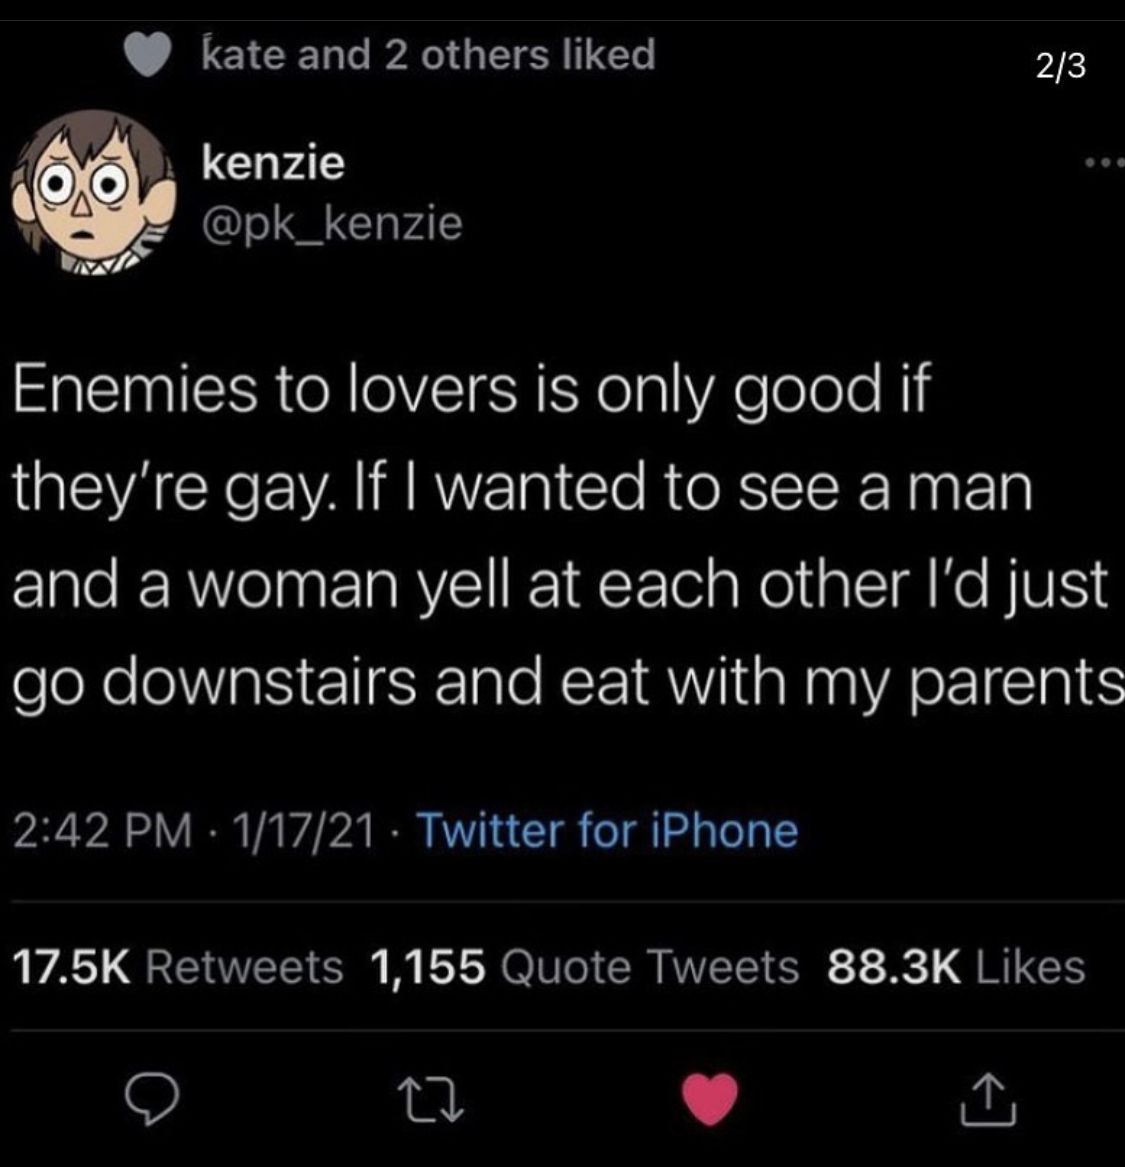 kate and 2 others liked
2/3
kenzie
@pk_kenzie
Enemies to lovers is only good if
they're gay. If I wanted to see a man
and a woman yell at each other I'd just
go downstairs and eat with my parents
2:42 PM · 1/17/21 · Twitter for iPhone
17.5K Retweets 1,155 Quote Tweets 88.3K Likes